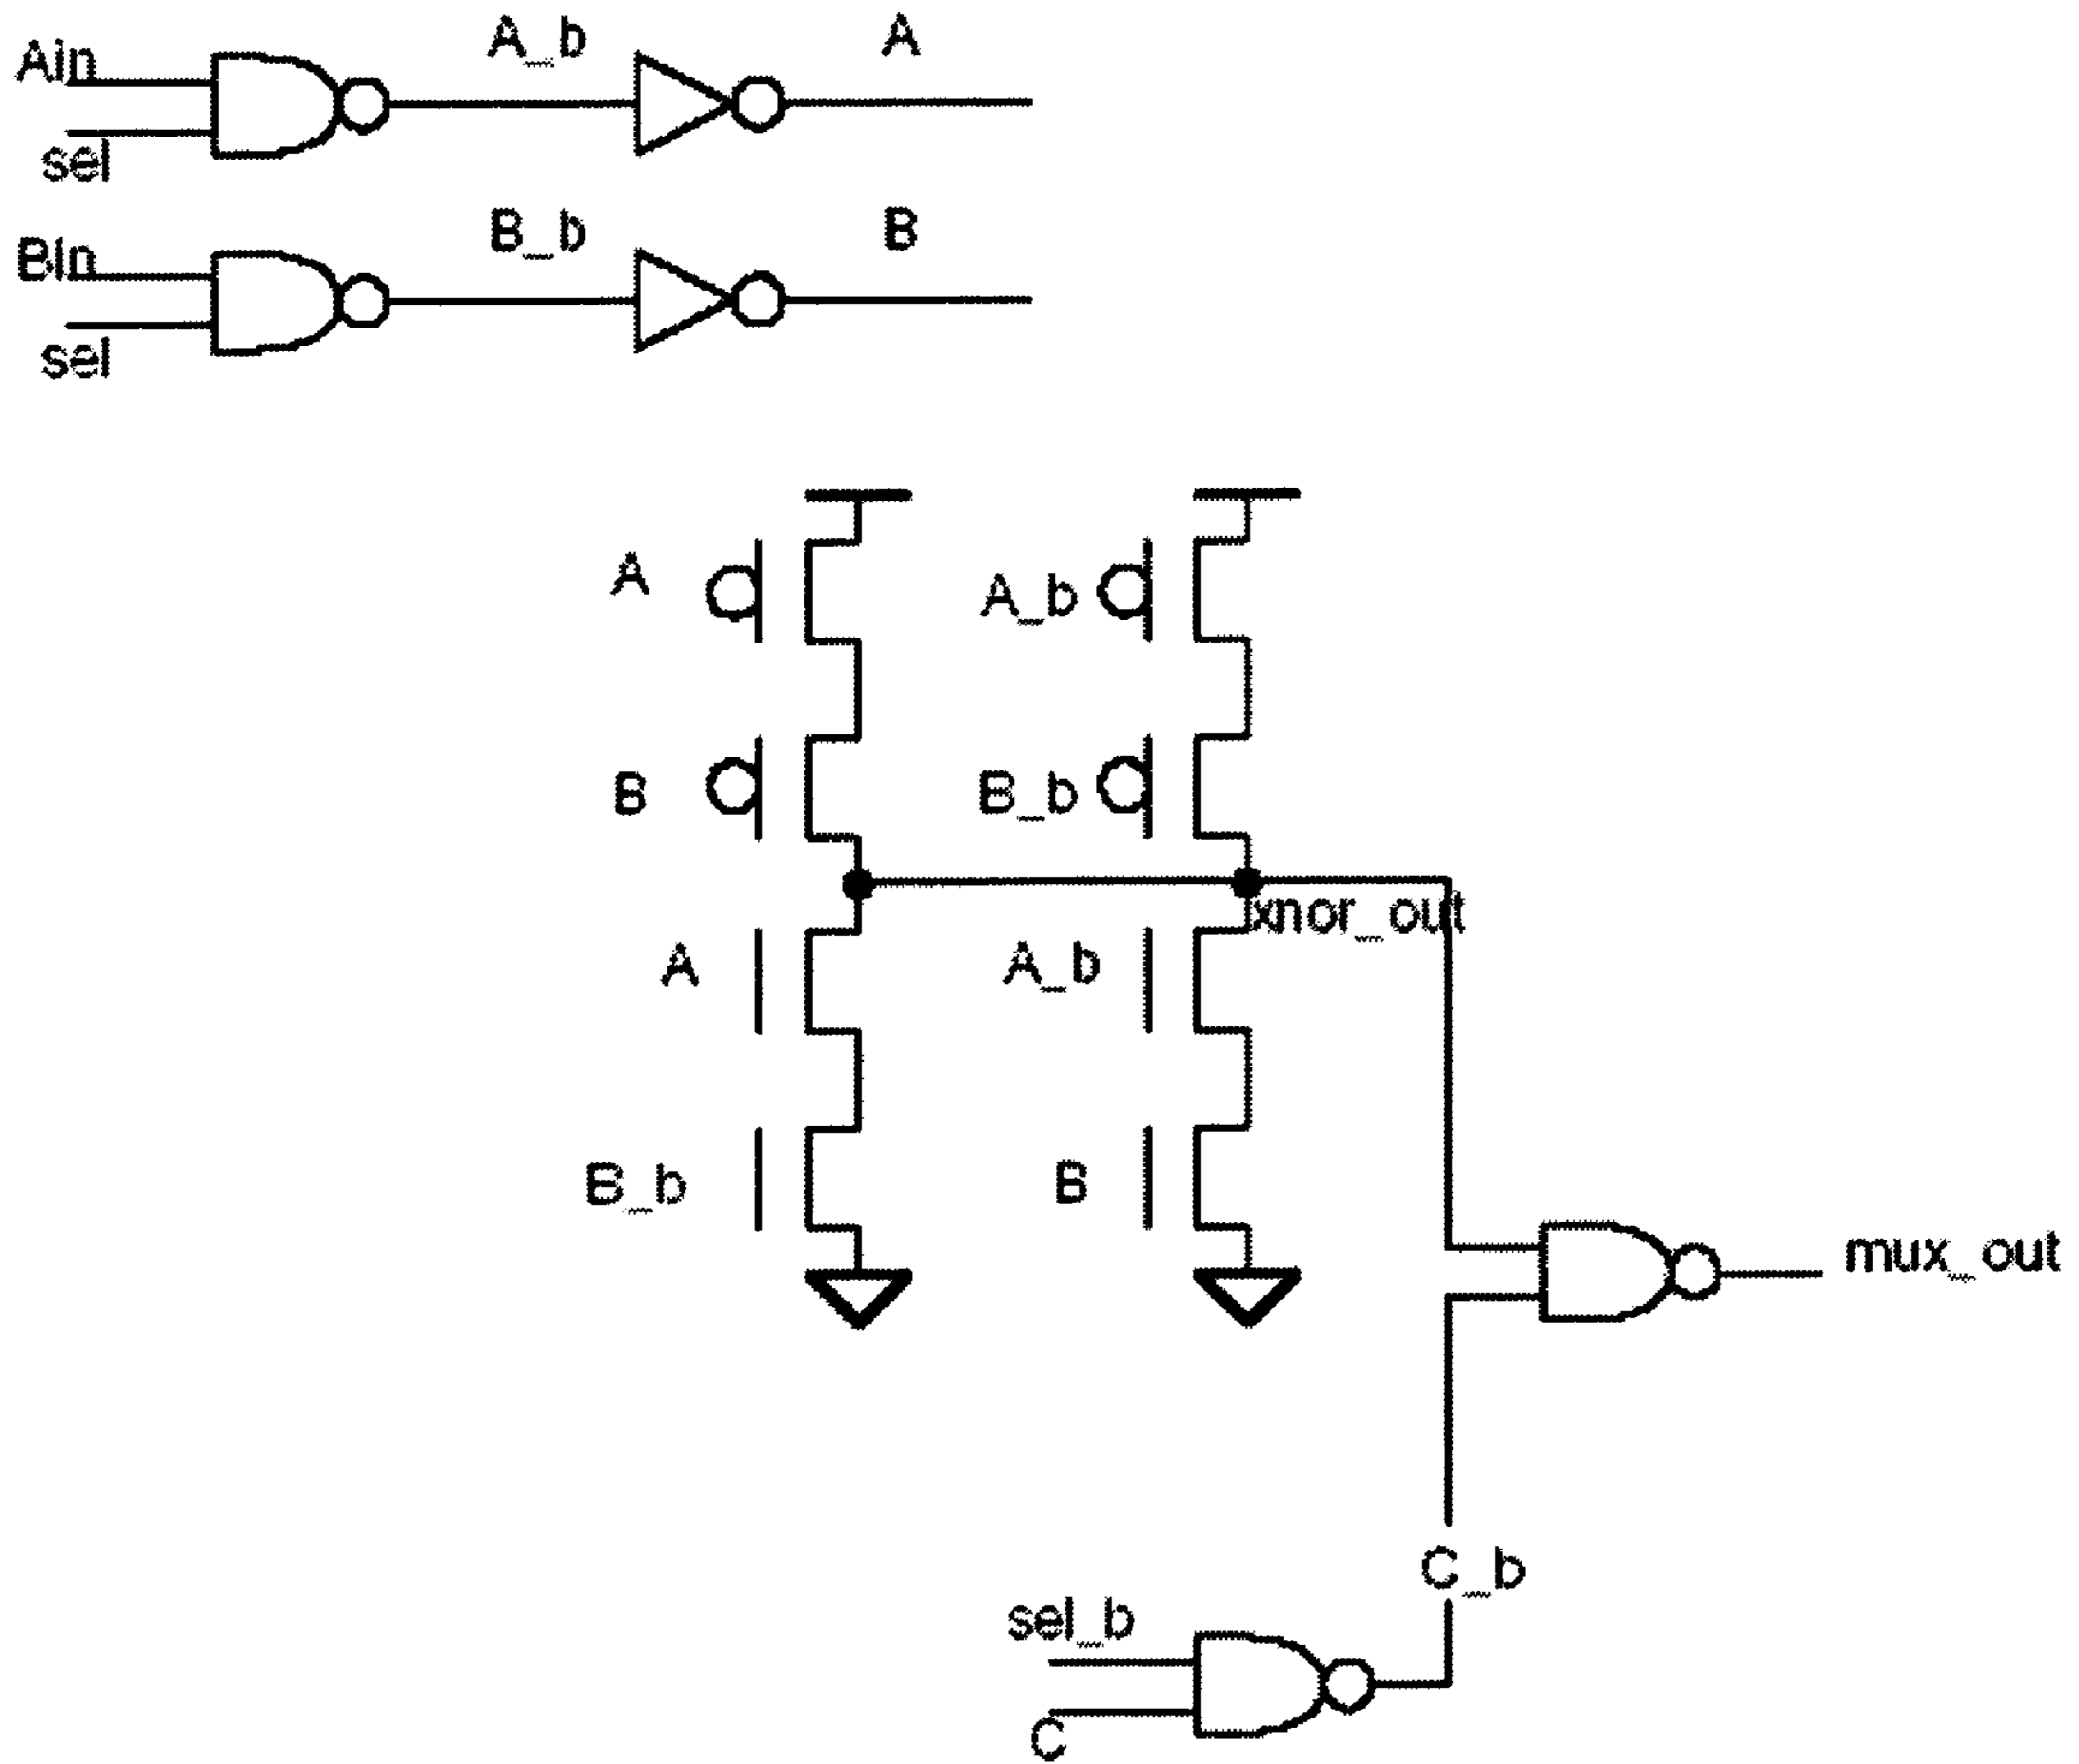 Ain
A_b
A
sel
Bin
B_b
B
sel
A
A_b
B
B_b
xnor_out
A
A_b
B_b
B
mux_out
C_b
sel_b
C